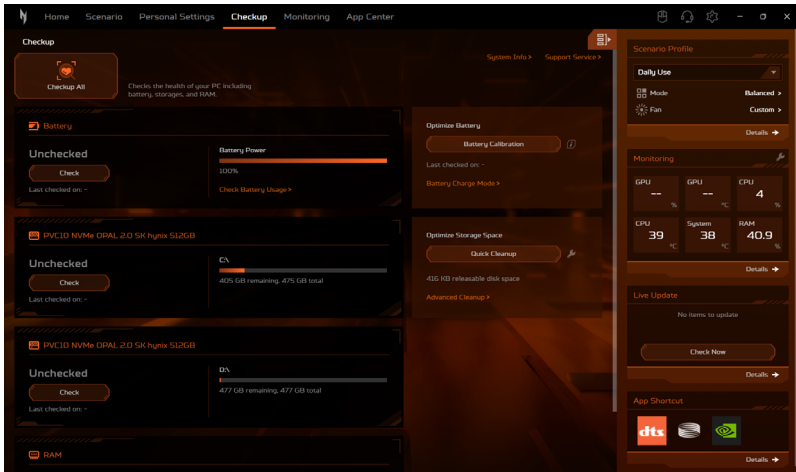 Home
Scenario
Personal Settings
Checkup
Monitoring
App Center
Checkup
System Info >
Support Service >
Checkup All
Checks the health of your PC including
battery, storages, and RAM.
Battery
Unchecked
Check
Last checked on: -
Battery Power
100%
Check Battery Usage >
Optimize Battery
Battery Calibration
Last checked on: -
Battery Charge Mode >
PVC10 NVMe OPAL 2.0 SK hynix 512GB
Unchecked
Check
Last checked on: -
C:\
405 GB remaining, 475 GB total
Optimize Storage Space
Quick Cleanup
416 KB releasable disk space
Advanced Cleanup >
PVC10 NVMe OPAL 2.0 SK hynix 512GB
Unchecked
Check
Last checked on: -
D:\
477 GB remaining, 477 GB total
RAM
Scenario Profile
Daily Use
Mode
Balanced >
Fan
Custom >
Details →
Monitoring
GPU
--
%
GPU
--
°C
CPU
4
%
CPU
39
°C
System
38
°C
RAM
40.9
%
Details →
Live Update
No items to update
Check Now
Details →
App Shortcut
dts
Details →